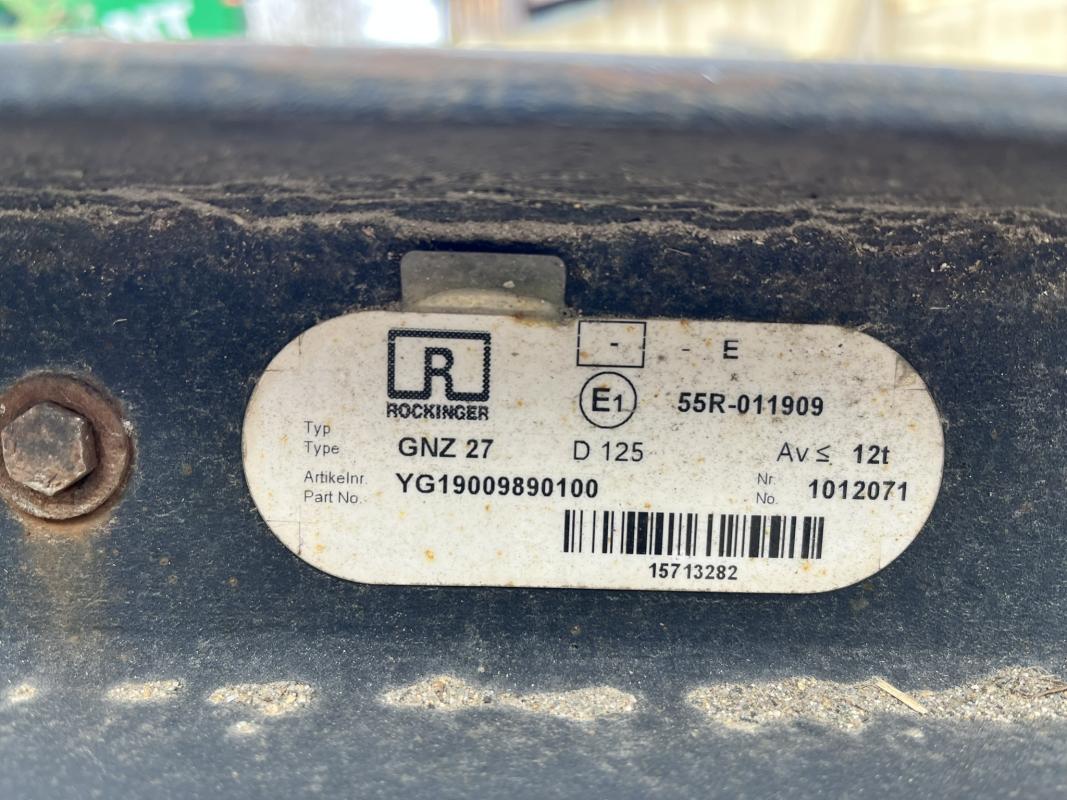 R
ROCKINGER
- - E
E1 55R-011909
Typ
Type GNZ 27 D 125 Av ≤ 12t
Artikelnr. Nr.
Part No. YG19009890100 No. 1012071
15713282